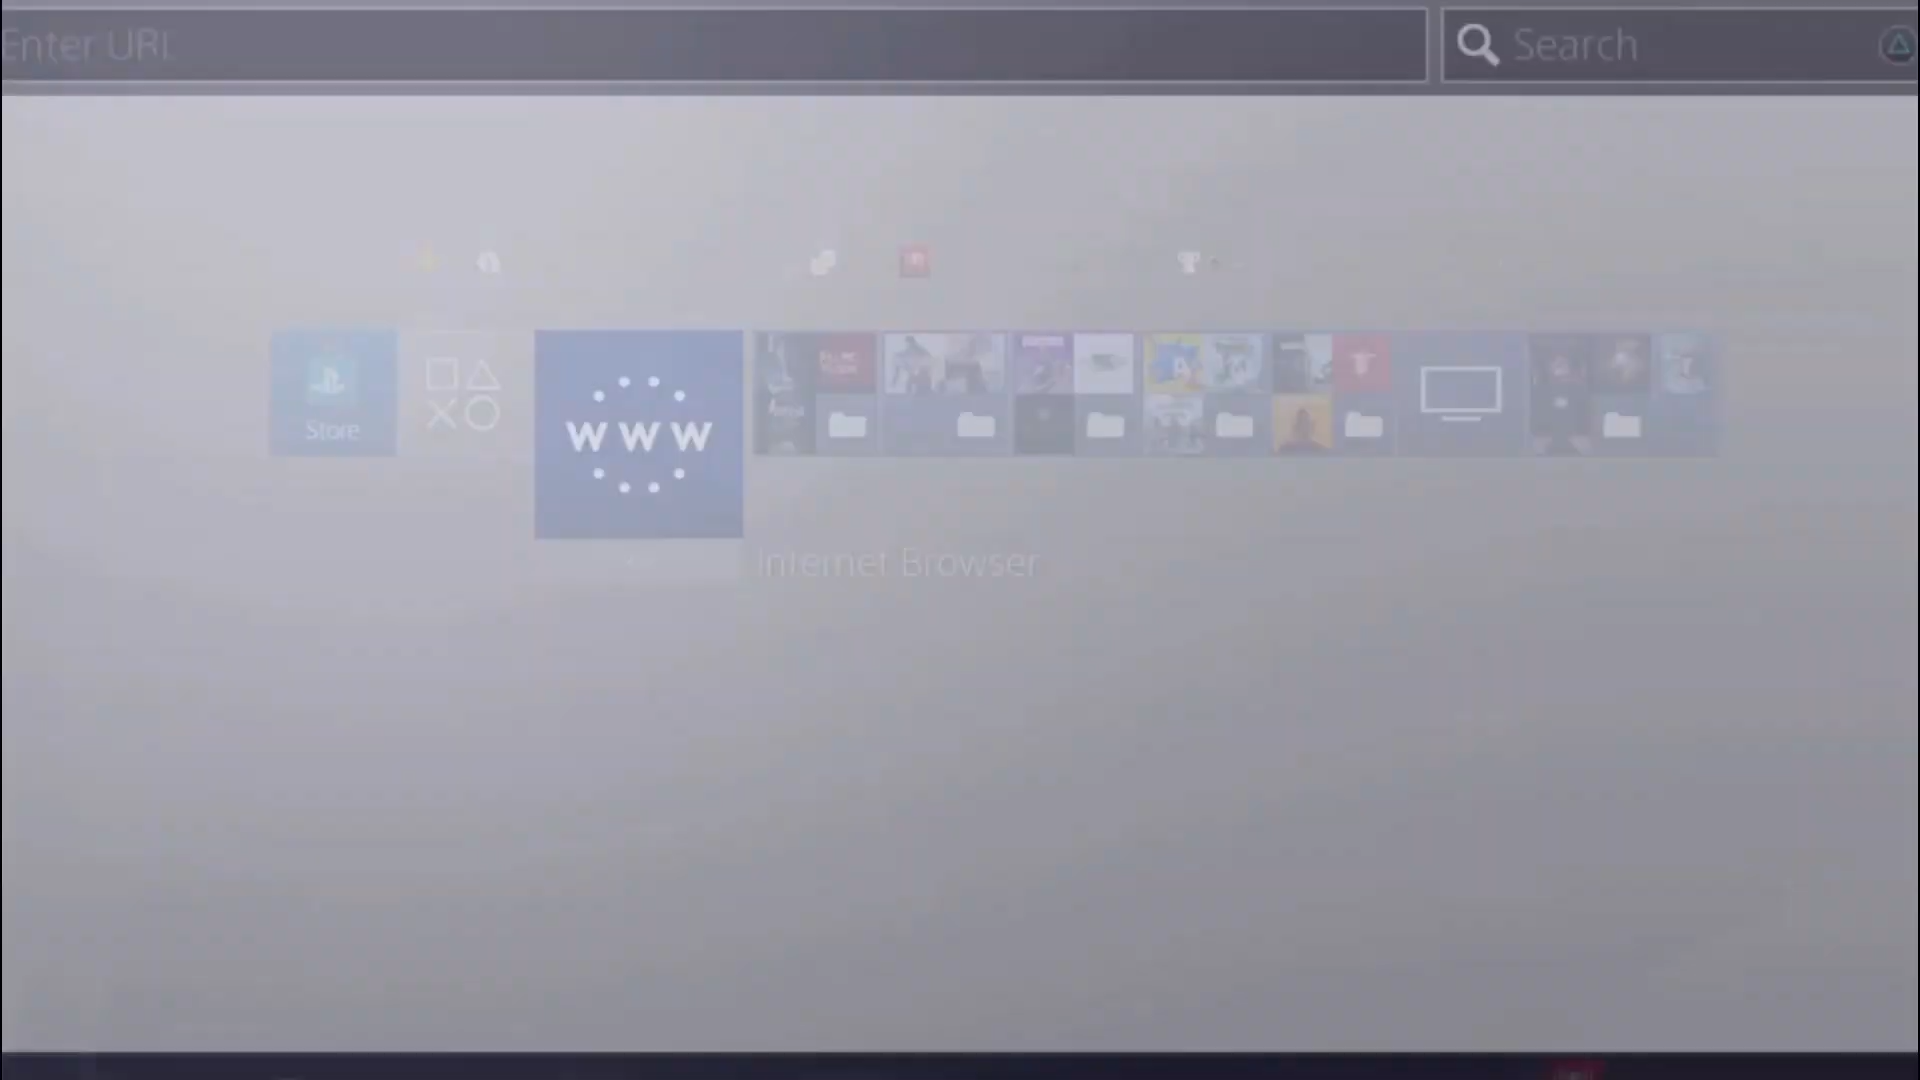 Enter URL
Search
Store
WWW
Internet Browser